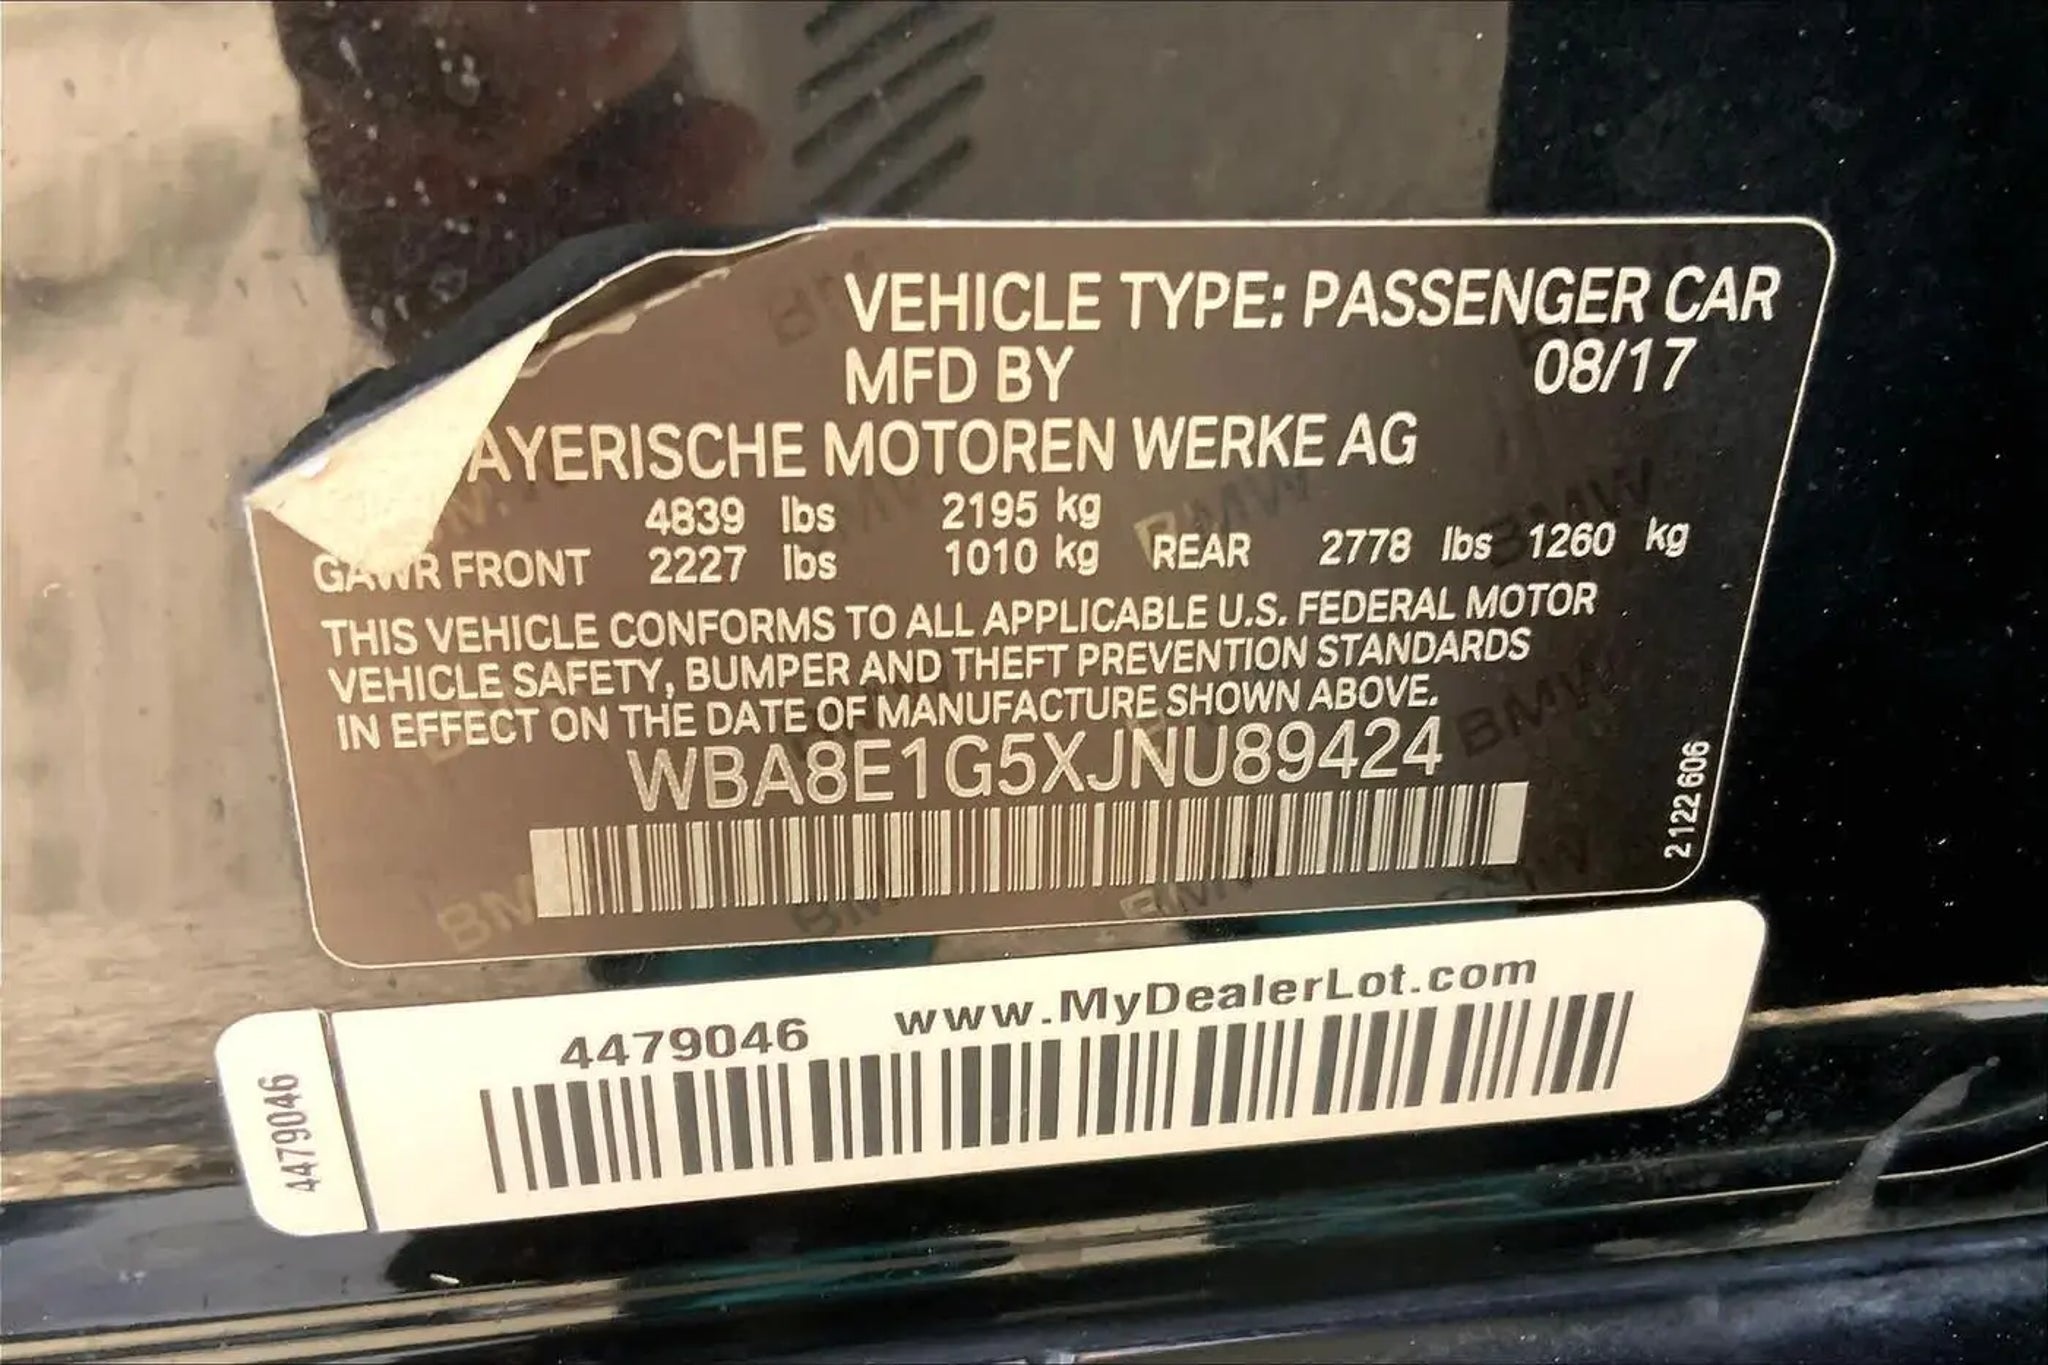 VEHICLE TYPE: PASSENGER CAR
MFD BY 08/17
AYERISCHE MOTOREN WERKE AG
4839 lbs 2195 kg
GAWR FRONT 2227 lbs 1010 kg REAR 2778 lbs 1260 kg
THIS VEHICLE CONFORMS TO ALL APPLICABLE U.S. FEDERAL MOTOR
VEHICLE SAFETY, BUMPER AND THEFT PREVENTION STANDARDS
IN EFFECT ON THE DATE OF MANUFACTURE SHOWN ABOVE.
WBA8E1G5XJNU89424
2122606
4479046 www.MyDealerLot.com
4479046